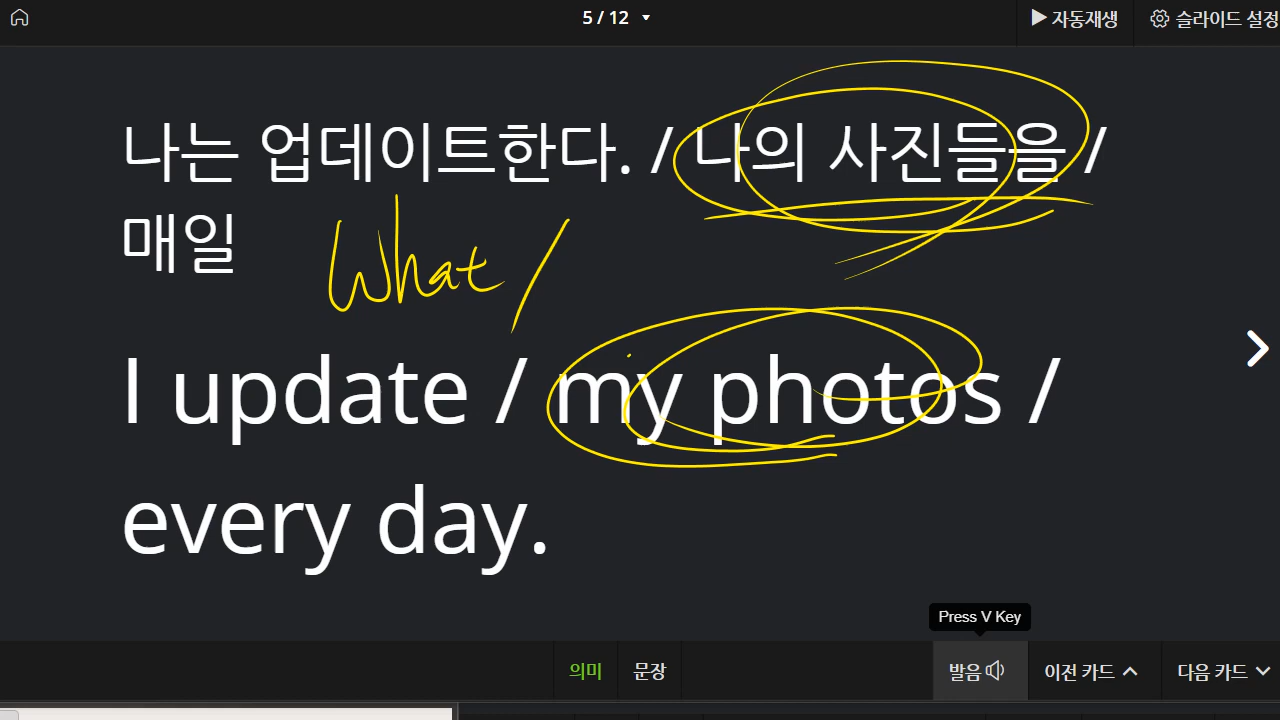 5 / 12
자동재생
슬라이드 설정
나는 업데이트한다. / 나의 사진들을 /
매일
What /
I update / my photos /
every day.
Press V Key
의미
문장
발음
이전 카드
다음 카드